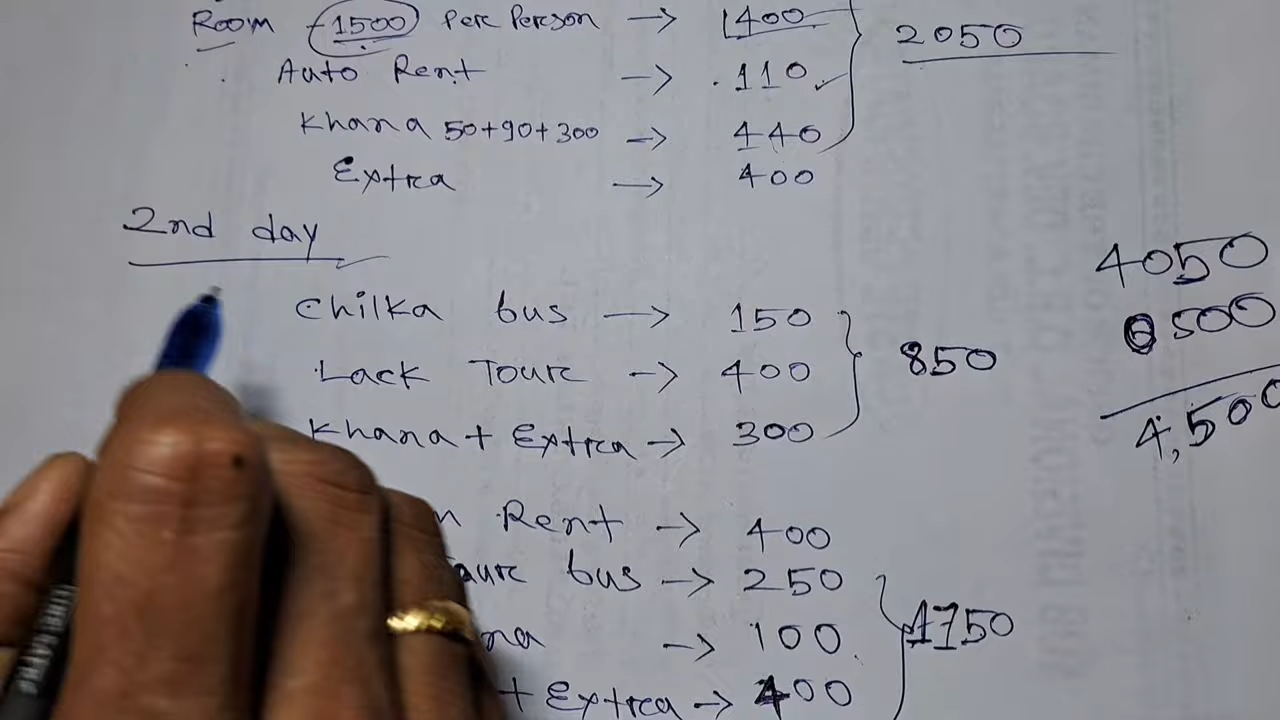 Room - 1500 Per Person → 1400
2050
Auto Rent → 110
Khana 50+90+300 → 440
Extra → 400
2nd day
Chilka bus → 150
Lack Tour → 400
850
Khana + Extra → 300
4050
500
4,500
Rent → 400
bus → 250
→ 100
1750
+ Extra → 400